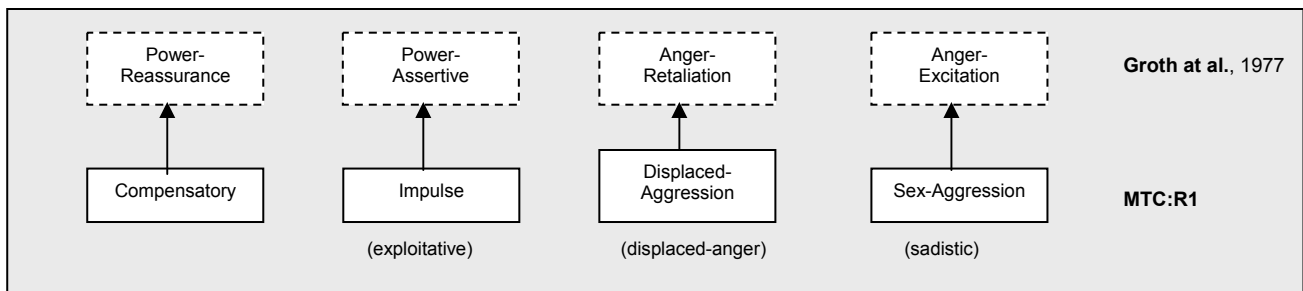 Power-
Reassurance
Power-
Assertive
Anger-
Retaliation
Anger-
Excitation
Groth at al., 1977
Compensatory
Impulse
Displaced-
Aggression
Sex-Aggression
MTC:R1
(exploitative)
(displaced-anger)
(sadistic)